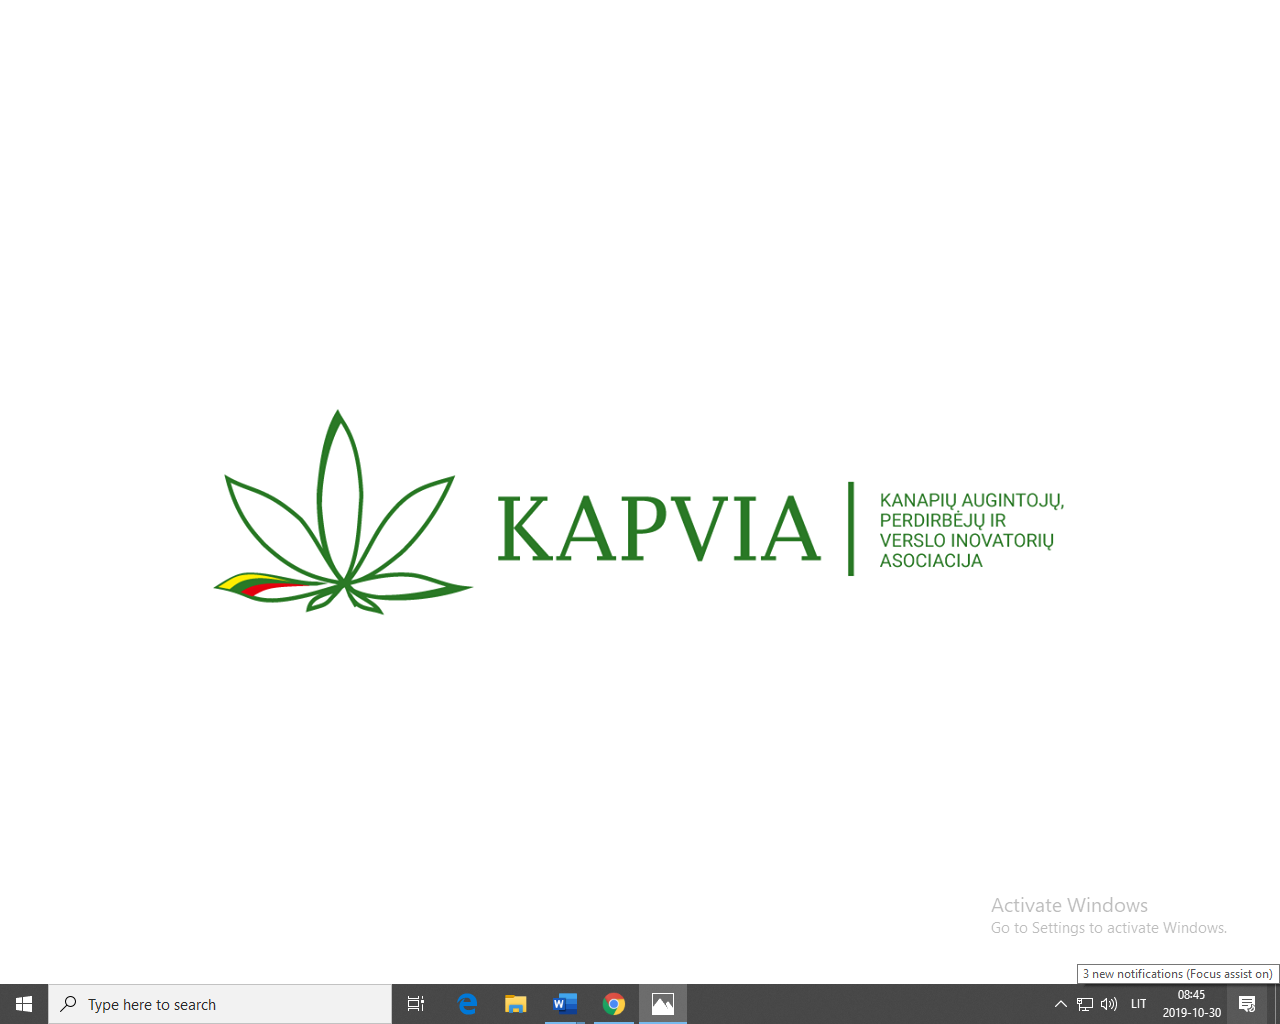 KAPVIA
KANAPIŲ AUGINTOJŲ,
PERDIRBĖJŲ IR
VERSLO INOVATORIŲ
ASOCIACIJA
Activate Windows
Go to Settings to activate Windows.
3 new notifications (Focus assist on)
Type here to search
LIT
08:45
2019-10-30